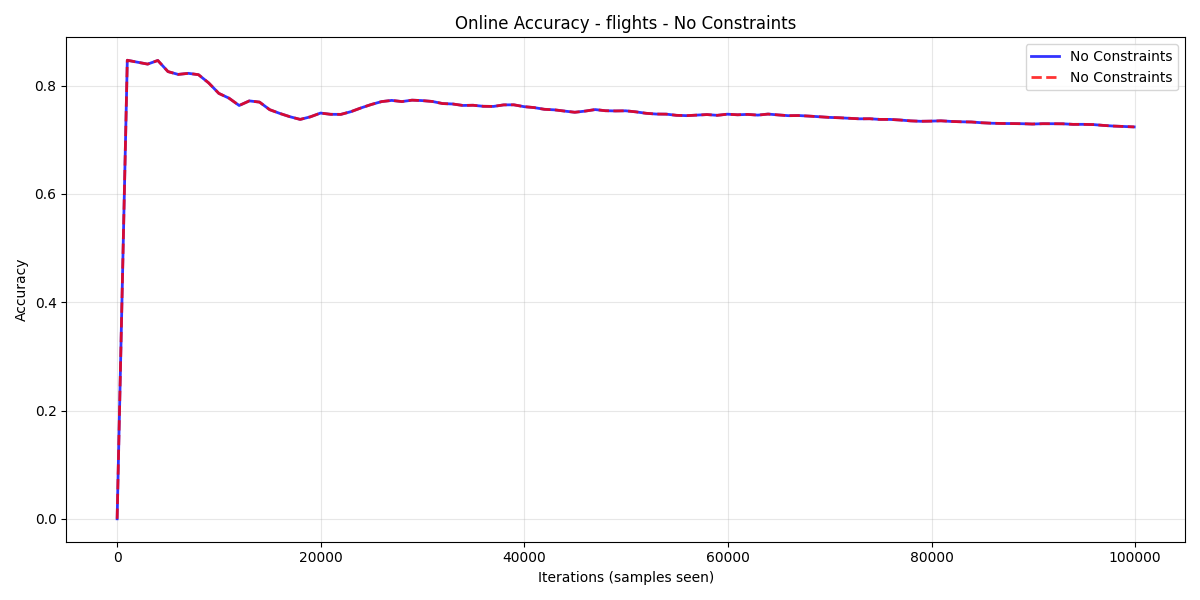 Online Accuracy - flights - No Constraints
No Constraints
No Constraints
Accuracy
0.8
0.6
0.4
0.2
0.0
0 20000 40000 60000 80000 100000
Iterations (samples seen)